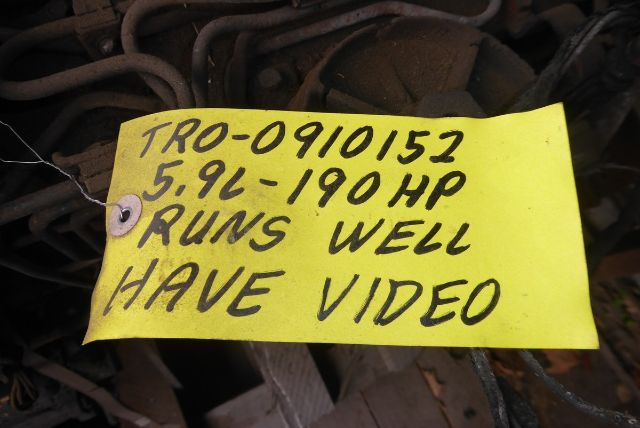 TRO-0910152
5.9L-190 HP
RUNS WELL
HAVE VIDEO